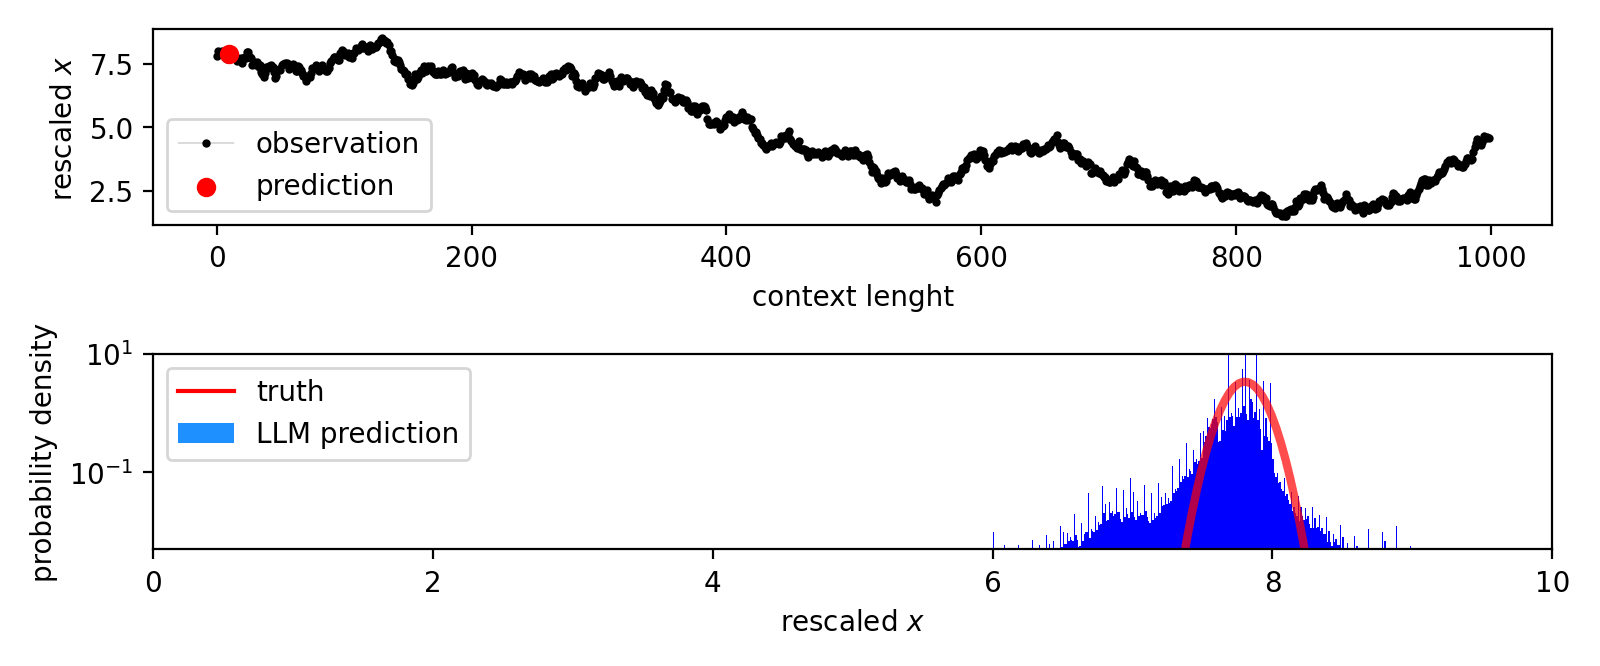 rescaled x
7.5
5.0
2.5
observation
prediction
0
200
400
600
800
1000
context lenght
probability density
10¹
10⁻¹
truth
LLM prediction
0
2
4
6
8
10
rescaled x